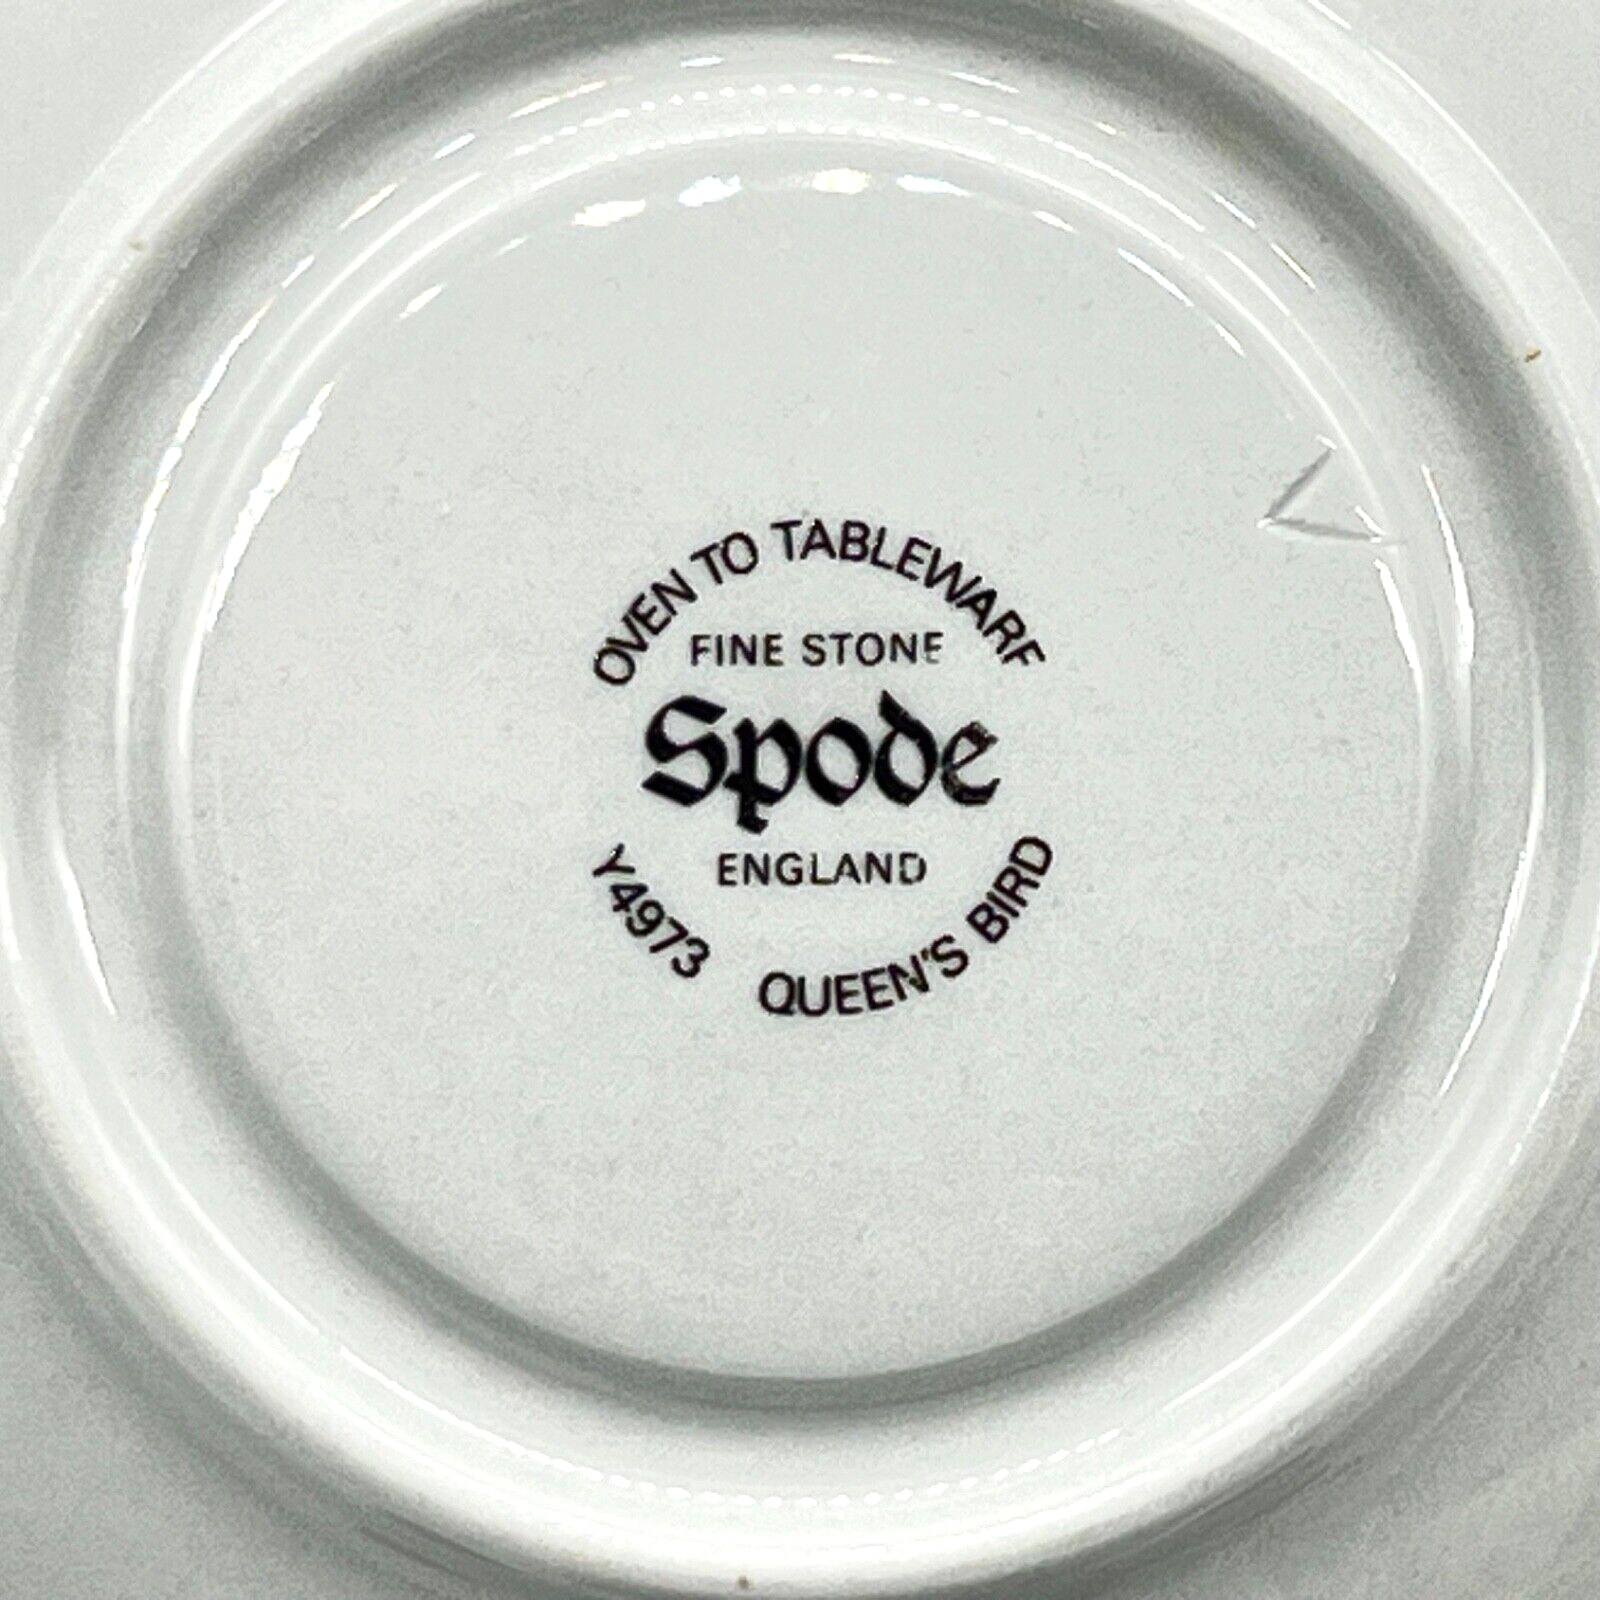 OVEN TO TABLEWARE
FINE STONE
Spode
ENGLAND
Y4973 QUEEN'S BIRD